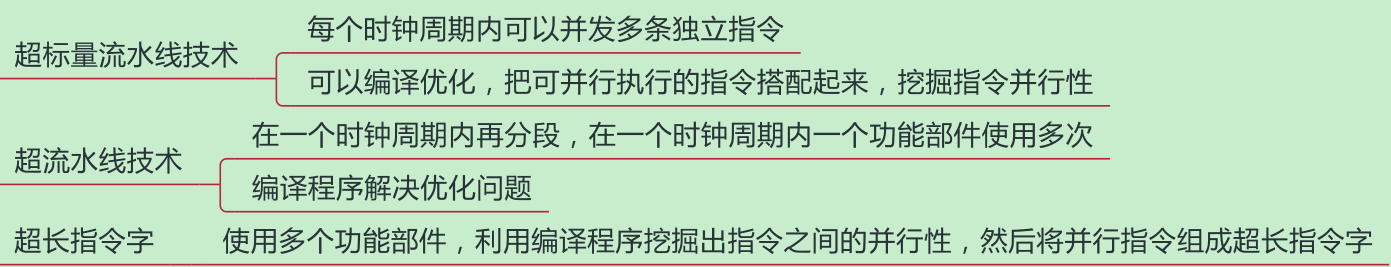 超标量流水线技术
每个时钟周期内可以并发多条独立指令
可以编译优化，把可并行执行的指令搭配起来，挖掘指令并行性
超流水线技术
在一个时钟周期内再分段，在一个时钟周期内一个功能部件使用多次
编译程序解决优化问题
超长指令字
使用多个功能部件，利用编译程序挖掘出指令之间的并行性，然后将并行指令组成超长指令字